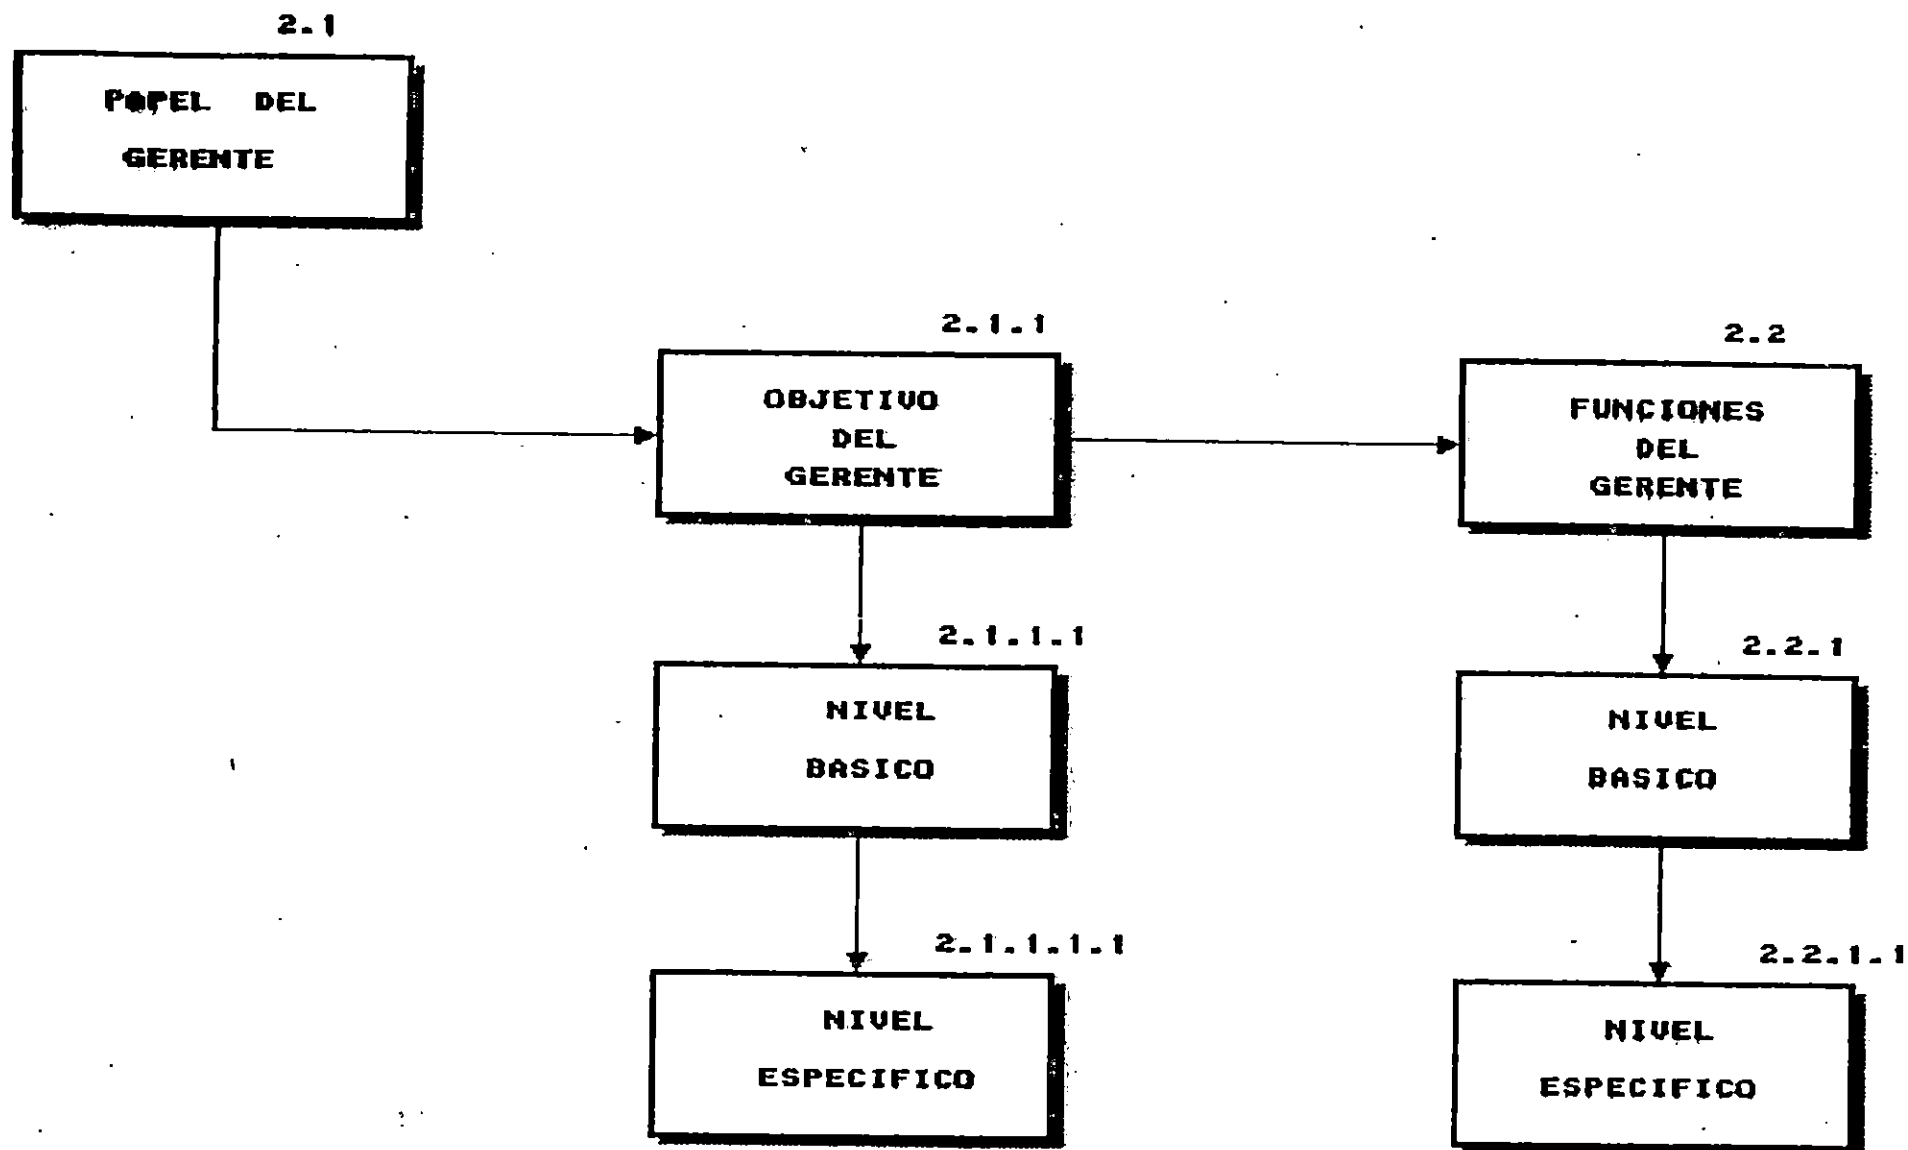 2.1
PAPEL DEL
GERENTE
2.1.1
OBJETIVO
DEL
GERENTE
2.2
FUNCIONES
DEL
GERENTE
2.1.1.1
NIVEL
BASICO
2.2.1
NIVEL
BASICO
2.1.1.1.1
NIVEL
ESPECIFICO
2.2.1.1
NIVEL
ESPECIFICO